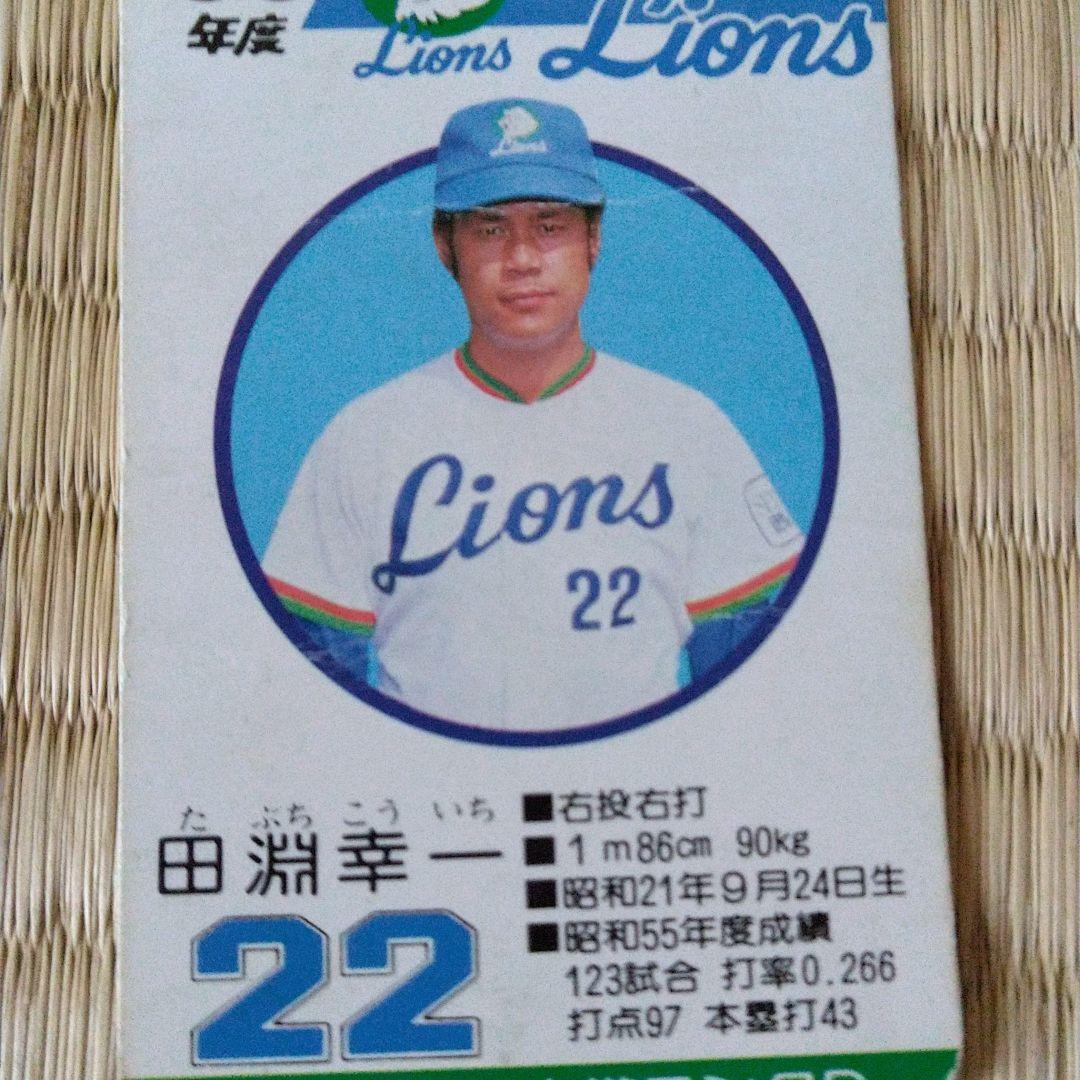 年度
Lions
Lions
Lions
Lions
22
た ぶち こう いち
田淵幸一
22
■右投右打
■1m86cm 90kg
■昭和21年9月24日生
■昭和55年度成績
123試合 打率0.266
打点97 本塁打43